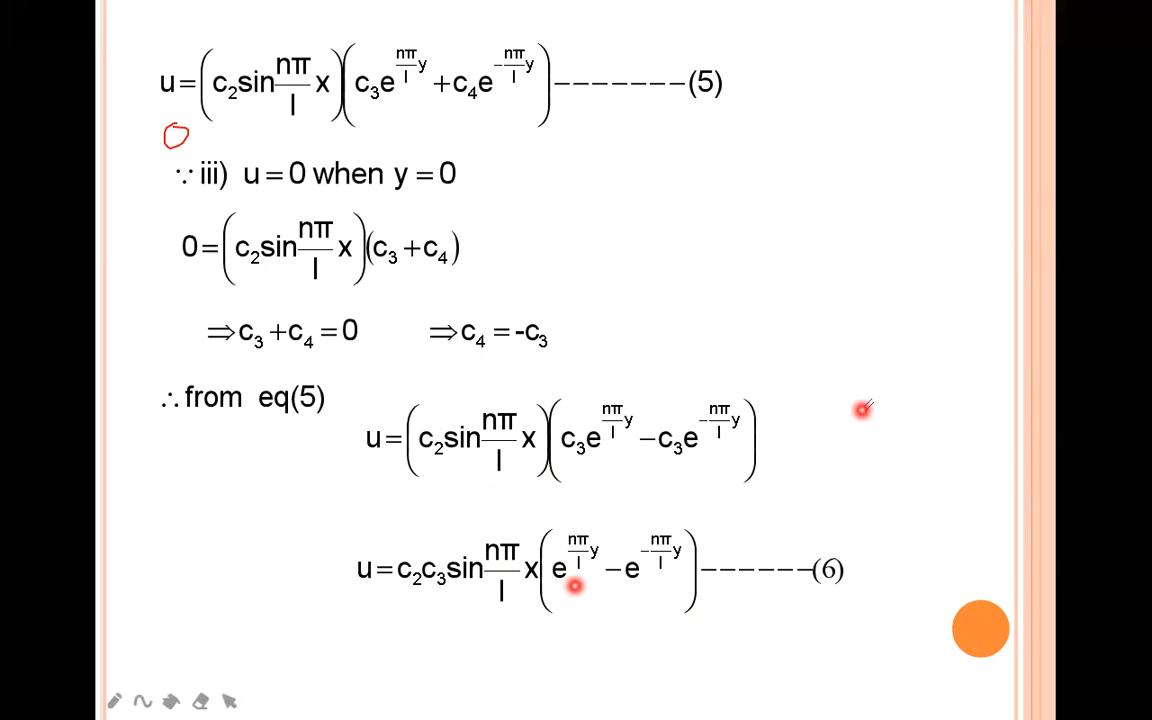 u=(c₂sin nπ/l x)(c₃e^(nπ/l y)+c₄e^(-nπ/l y))-------(5)
∵ iii) u=0 when y=0
0=(c₂sin nπ/l x)(c₃+c₄)
⇒c₃+c₄=0 ⇒c₄=-c₃
∴from eq(5)
u=(c₂sin nπ/l x)(c₃e^(nπ/l y)−c₃e^(-nπ/l y))
u=c₂c₃sin nπ/l x(e^(nπ/l y)−e^(-nπ/l y))------(6)